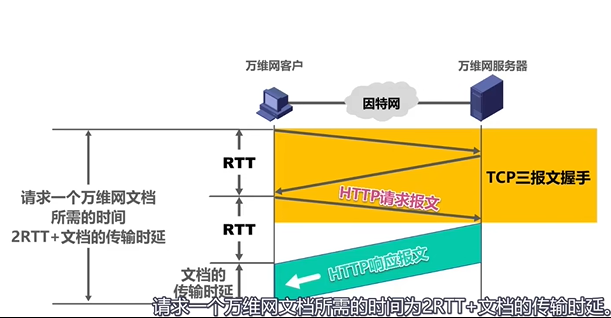 万维网客户
万维网服务器
因特网
RTT
TCP三报文握手
HTTP请求报文
请求一个万维网文档
所需的时间
2RTT+文档的传输时延
RTT
HTTP响应报文
文档的
传输时延
请求一个万维网文档所需的时间为2RTT+文档的传输时延.